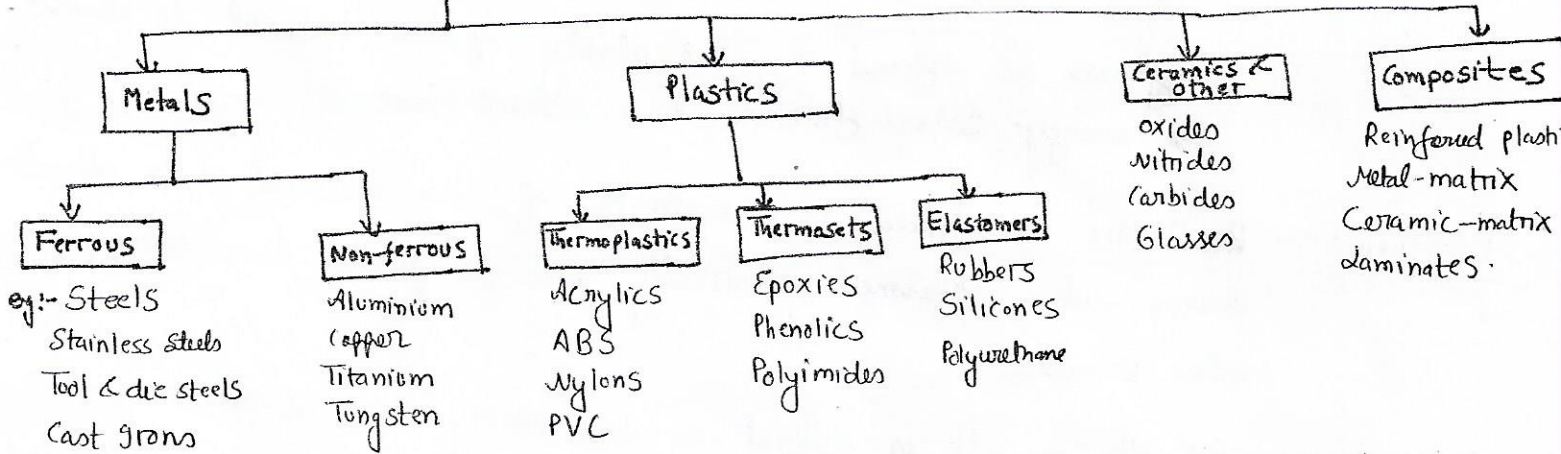 Metals
Plastics
Ceramics &
other
Composites
oxides
Nitrides
Carbides
Glasses
Reinfored plasti
Metal-matrix
Ceramic-matrix
Laminates.
Ferrous
eg:- Steels
Stainless steels
Tool & die steels
Cast Irons
Non-ferrous
Aluminium
Copper
Titanium
Tungsten
Thermoplastics
Acrylics
ABS
Nylons
PVC
Thermosets
Epoxies
Phenolics
Polyimides
Elastomers
Rubbers
Silicones
Polyurethane